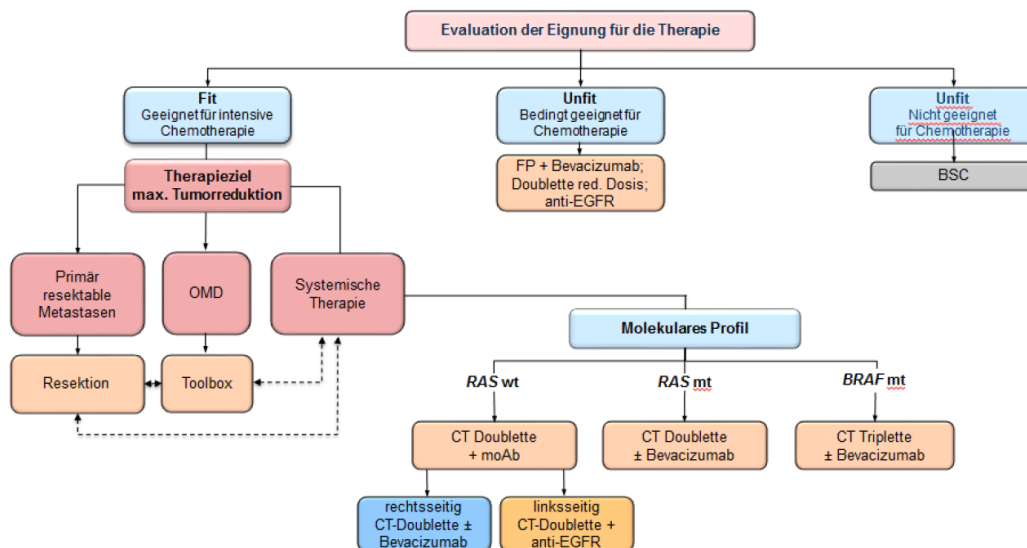 Evaluation der Eignung für die Therapie
Fit
Geeignet für intensive
Chemotherapie
Unfit
Bedingt geeignet für
Chemotherapie
Unfit
Nicht geeignet
für Chemotherapie
Therapieziel
max. Tumorreduktion
FP + Bevacizumab;
Doublette red. Dosis;
anti-EGFR
BSC
Primär
resektable
Metastasen
OMD
Systemische
Therapie
Resektion
Toolbox
Molekulares Profil
RAS wt
RAS mt
BRAF mt
CT Doublette
+ moAb
CT Doublette
± Bevacizumab
CT Triplette
± Bevacizumab
rechtsseitig
CT-Doublette ±
Bevacizumab
linksseitig
CT-Doublette +
anti-EGFR